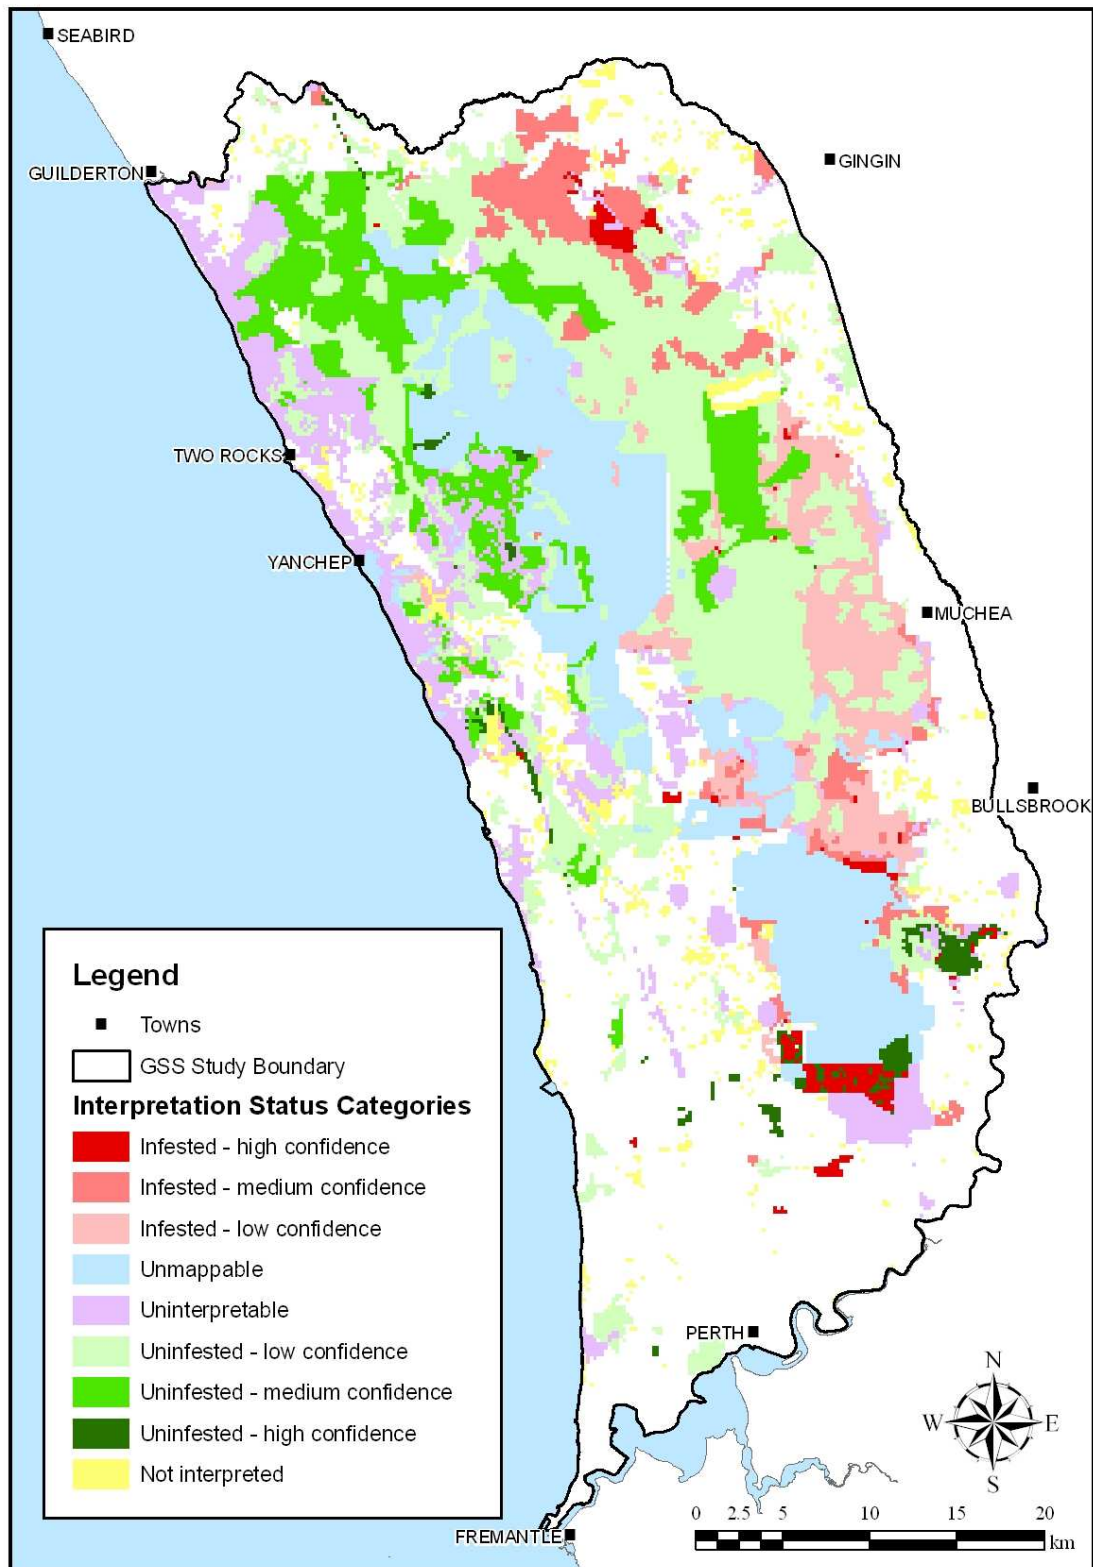 SEABIRD
GUILDERTON
GINGIN
TWO ROCKS
YANCHEP
MUCHEA
BULLSBROOK
Legend
Towns
GSS Study Boundary
Interpretation Status Categories
Infested - high confidence
Infested - medium confidence
Infested - low confidence
Unmappable
Uninterpretable
Uninfested - low confidence
Uninfested - medium confidence
Uninfested - high confidence
Not interpreted
PERTH
N
W E
S
0 2.5 5 10 15 20
km
FREMANTLE